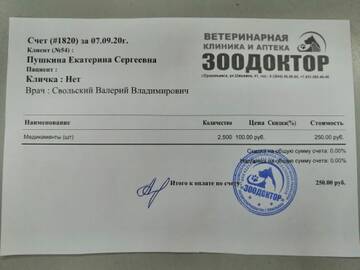 Счет (#1820) за 07.09.20г.
Клиент (№54) :
Пушкина Екатерина Сергеевна
Пациент :
Кличка : Нет
Врач : Свольский Валерий Владимирович
ВЕТЕРИНАРНАЯ
КЛИНИКА И АПТЕКА
ЗООДОКТОР
Наименование Количество Цена Скидка(%) Стоимость
Медикаменты (шт) 2,500 100.00 руб. 250.00 руб.
Скидка на общую сумму счета: 0.00%
на общую сумму счета: 0.00%
Итого к оплате по счету 250.00 руб.
"ЗООДОКТОР"